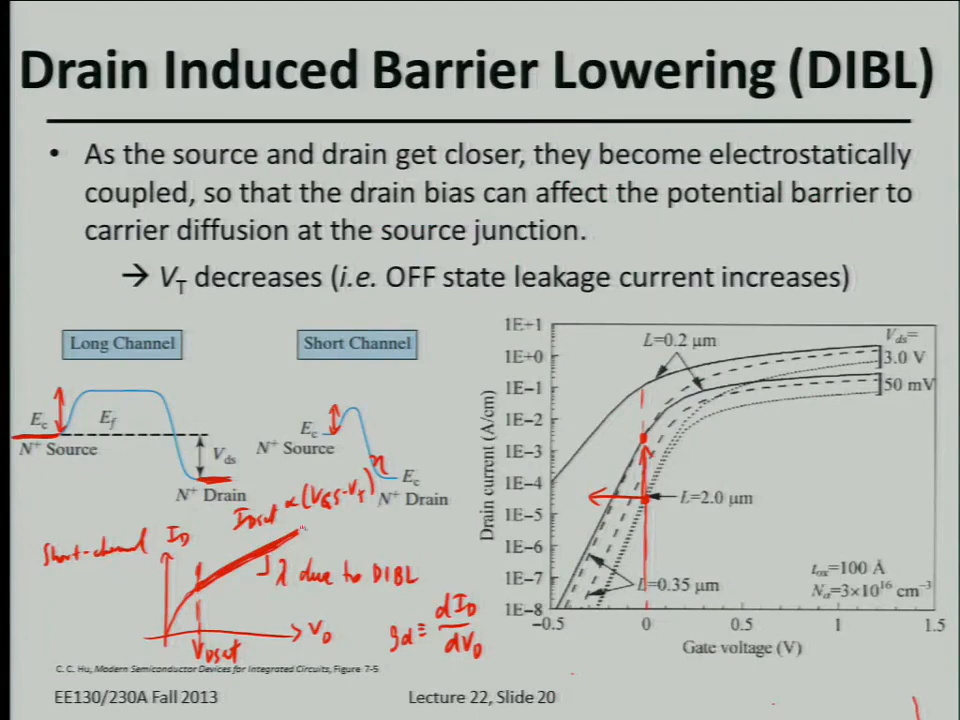 Drain Induced Barrier Lowering (DIBL)
• As the source and drain get closer, they become electrostatically
coupled, so that the drain bias can affect the potential barrier to
carrier diffusion at the source junction.
→ VT decreases (i.e. OFF state leakage current increases)
Long Channel
Short Channel
Ec
Ef
N+ Source
Vds
N+ Drain
Ec
N+ Source
Ec
N+ Drain
Short-channel
ID
IDsat ∝ (VGS-VT)n
λ due to DIBL
VD
VDsat
gd ≡ dID
dVD
Drain current (A/cm)
1E+1
1E+0
1E-1
1E-2
1E-3
1E-4
1E-5
1E-6
1E-7
1E-8
L=0.2 µm
Vds=
3.0 V
50 mV
L=2.0 µm
L=0.35 µm
tox=100 Å
Na=3×10^16 cm^-3
-0.5
0
0.5
1
1.5
Gate voltage (V)
C. C. Hu, Modern Semiconductor Devices for Integrated Circuits, Figure 7-5
EE130/230A Fall 2013
Lecture 22, Slide 20